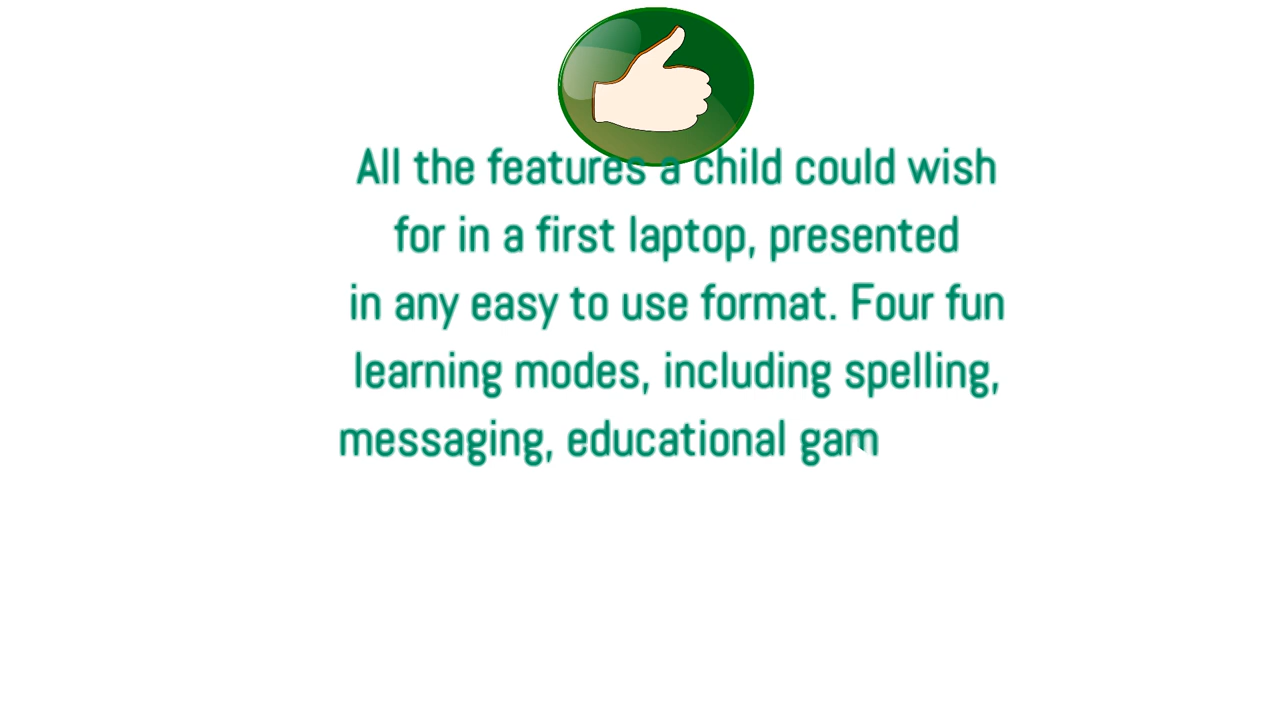 All the features a child could wish
for in a first laptop, presented
in any easy to use format. Four fun
learning modes, including spelling,
messaging, educational gam